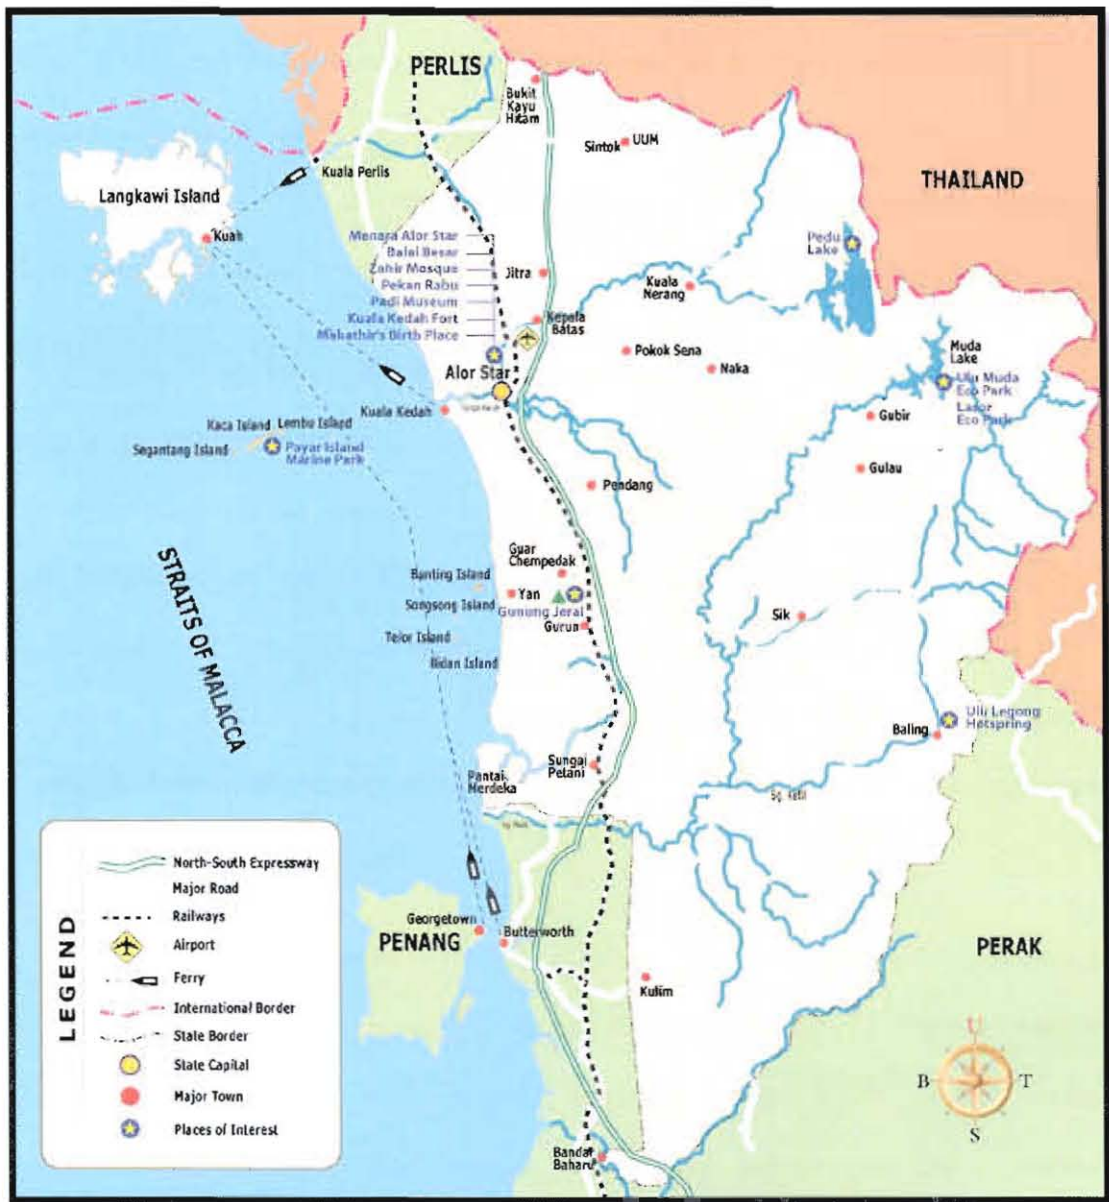 PERLIS
Bukit
Kayu
Hitam
Sintok
UUM
THAILAND
Kuala Perlis
Langkawi Island
Kuah
Menara Alor Star
Balai Besar
Zahir Mosque
Pekan Rabu
Padi Museum
Kuala Kedah Fort
Mahathir's Birth Place
Jitra
Pedu
Lake
Kuala
Nerang
Kepala
Batas
Alor Star
Pokok Sena
Naka
Muda
Lake
Ulu Muda
Eco Park
Lasor
Eco Park
Kuala Kedah
Gubir
Kaca Island
Lembu Island
Segantang Island
Payar Island
Marine Park
Gulau
Pendang
STRAITS OF MALACCA
Guar
Chempedak
Bunting Island
Yan
Songsong Island
Gunung Jerai
Gurun
Sik
Telor Island
Bidan Island
Ulu Legong
Hotspring
Baling
Sungai
Petani
Pantai
Merdeka
Georgetown
PENANG
Butterworth
PERAK
Kulim
Bandar
Baharu
LEGEND
North-South Expressway
Major Road
Railways
Airport
Ferry
International Border
State Border
State Capital
Major Town
Places of Interest
U
B
T
S